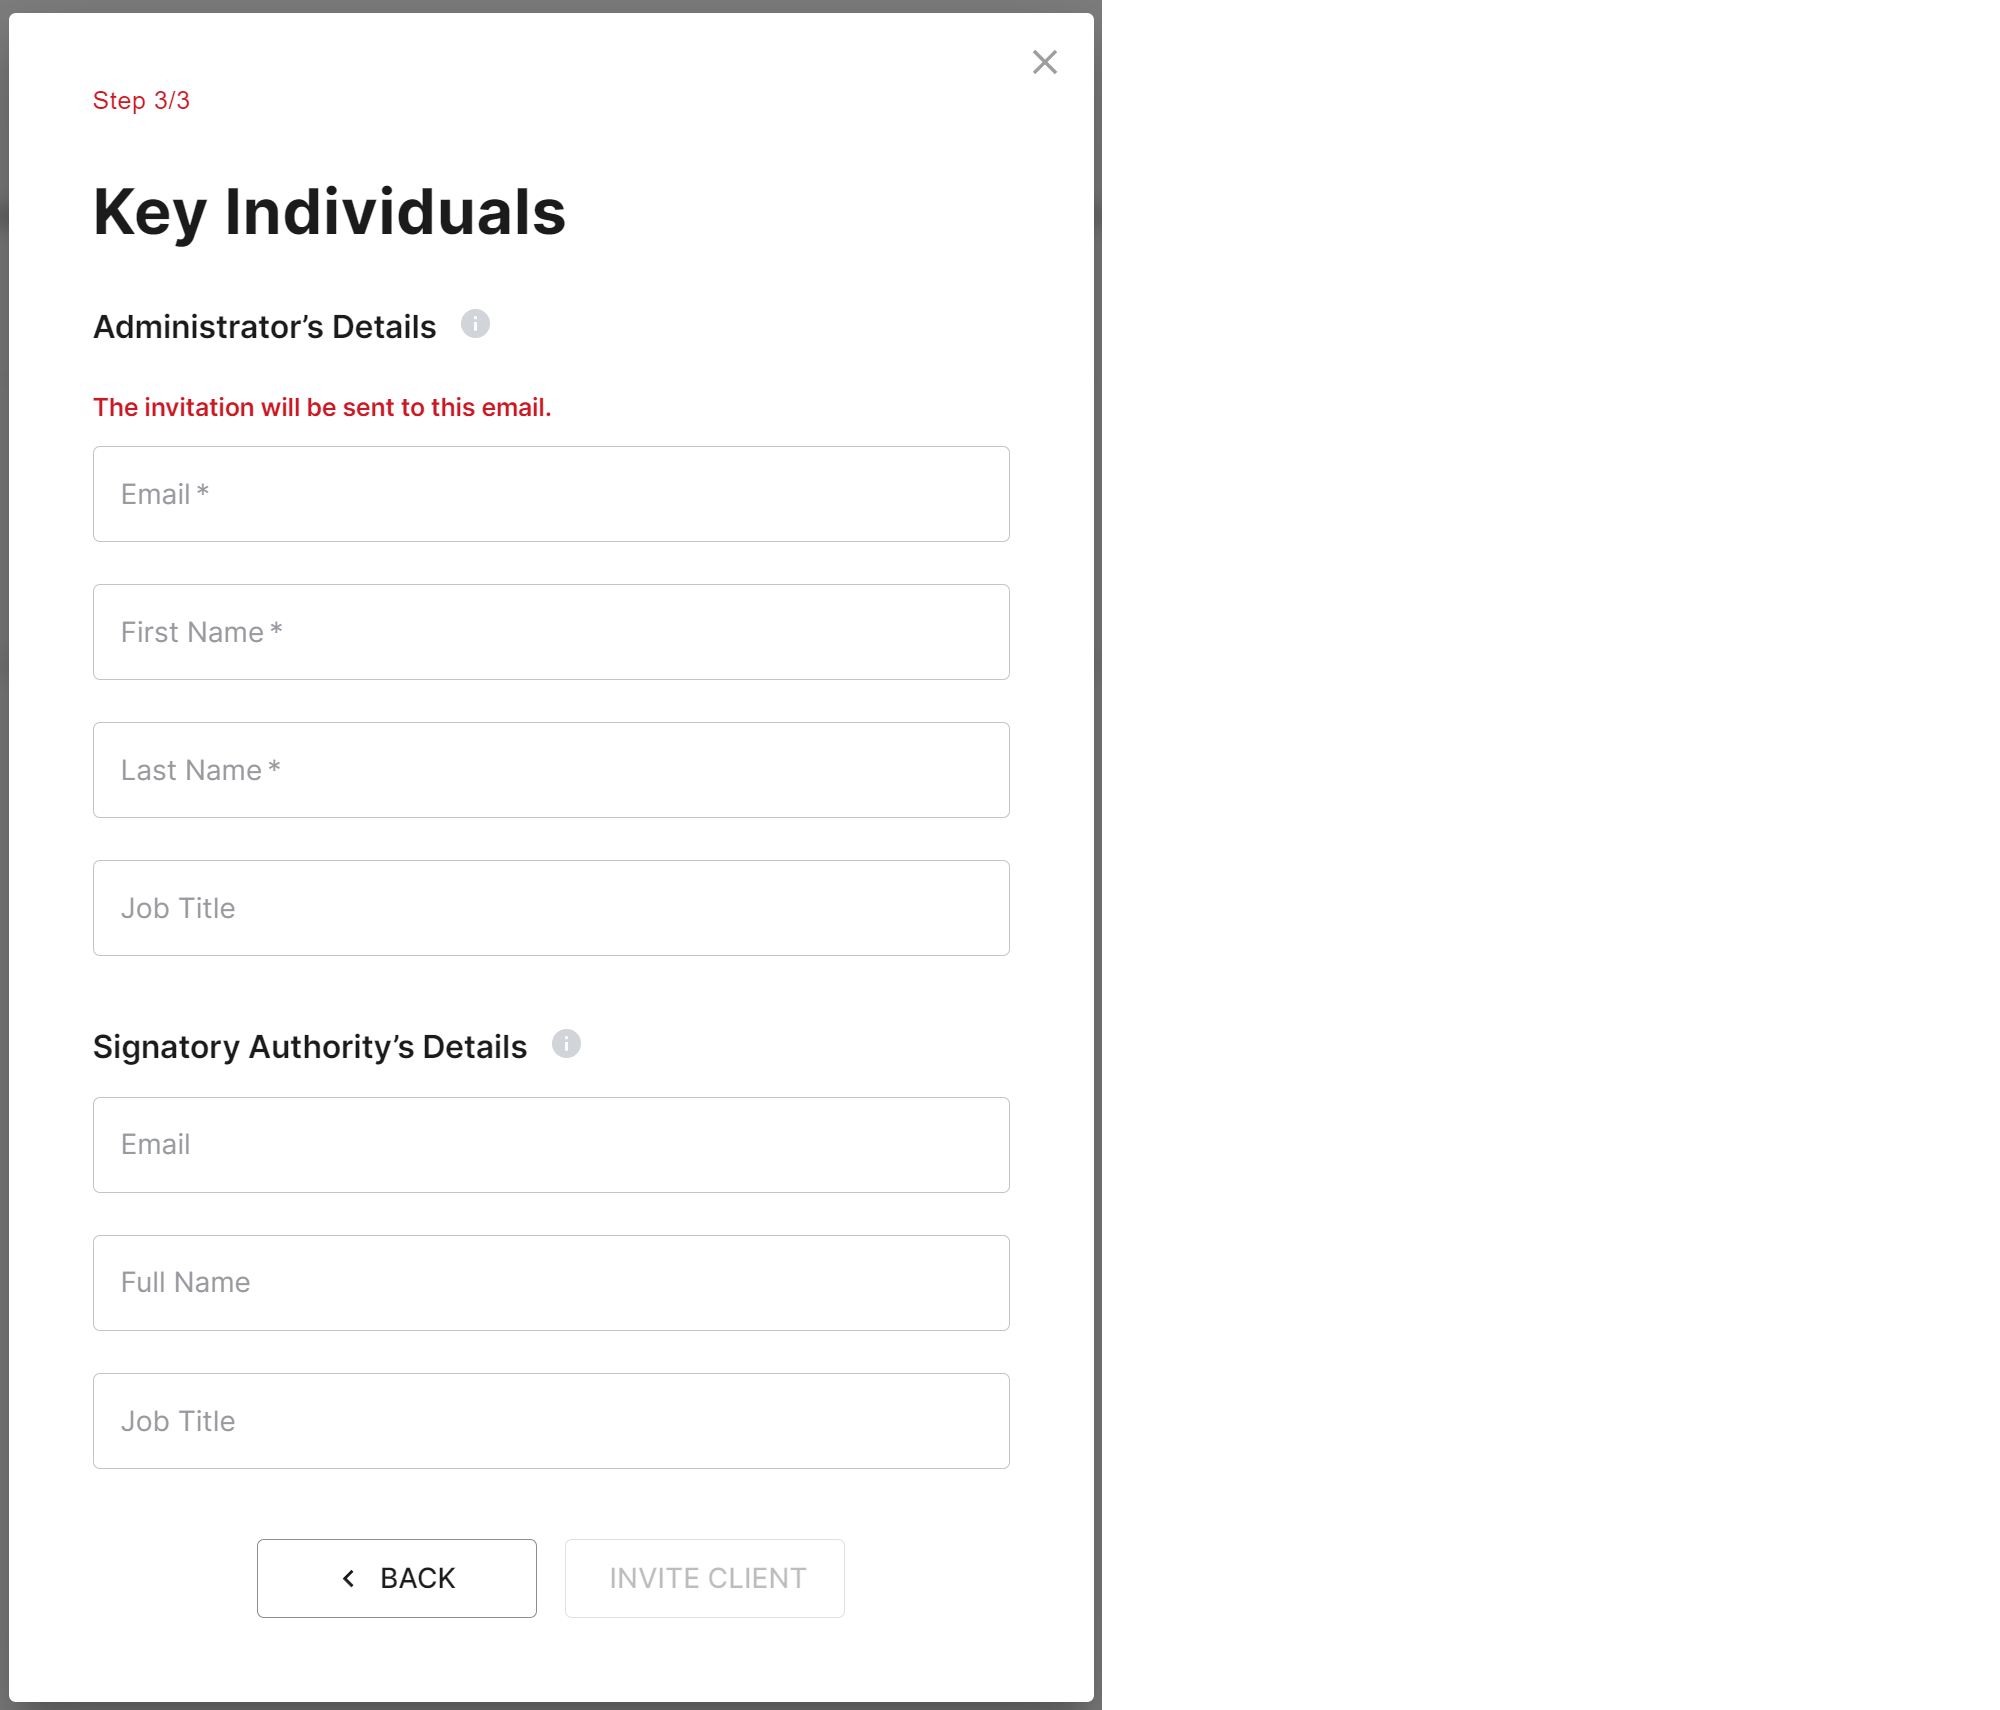 Step 3/3
Key Individuals
Administrator’s Details
The invitation will be sent to this email.
Email *
First Name *
Last Name *
Job Title
Signatory Authority’s Details
Email
Full Name
Job Title
BACK
INVITE CLIENT